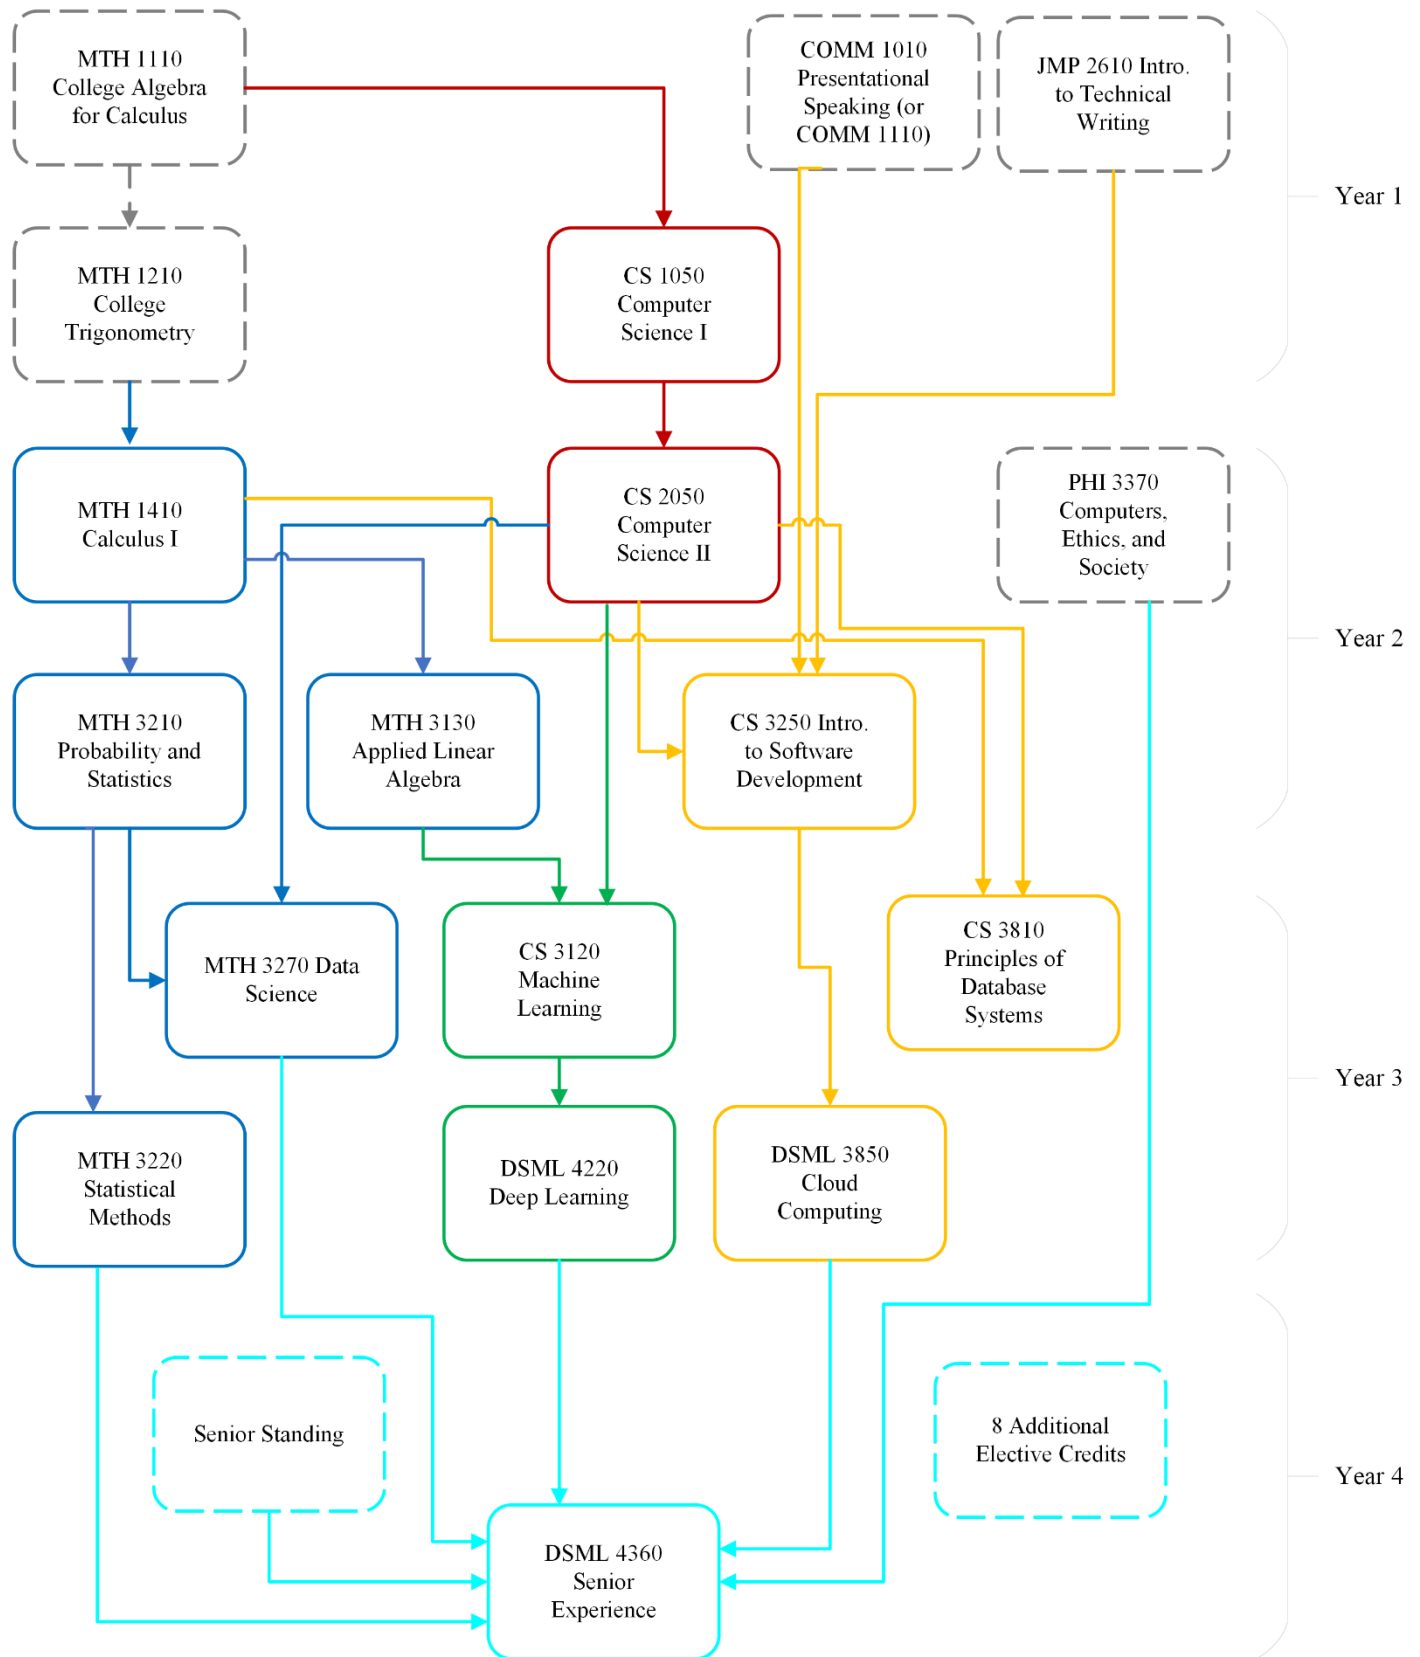 MTH 1110
College Algebra
for Calculus
COMM 1010
Presentational
Speaking (or
COMM 1110)
JMP 2610 Intro.
to Technical
Writing
Year 1
MTH 1210
College
Trigonometry
CS 1050
Computer
Science I
MTH 1410
Calculus I
CS 2050
Computer
Science II
PHI 3370
Computers,
Ethics, and
Society
Year 2
MTH 3210
Probability and
Statistics
MTH 3130
Applied Linear
Algebra
CS 3250 Intro.
to Software
Development
MTH 3270 Data
Science
CS 3120
Machine
Learning
CS 3810
Principles of
Database
Systems
Year 3
MTH 3220
Statistical
Methods
DSML 4220
Deep Learning
DSML 3850
Cloud
Computing
Senior Standing
8 Additional
Elective Credits
Year 4
DSML 4360
Senior
Experience